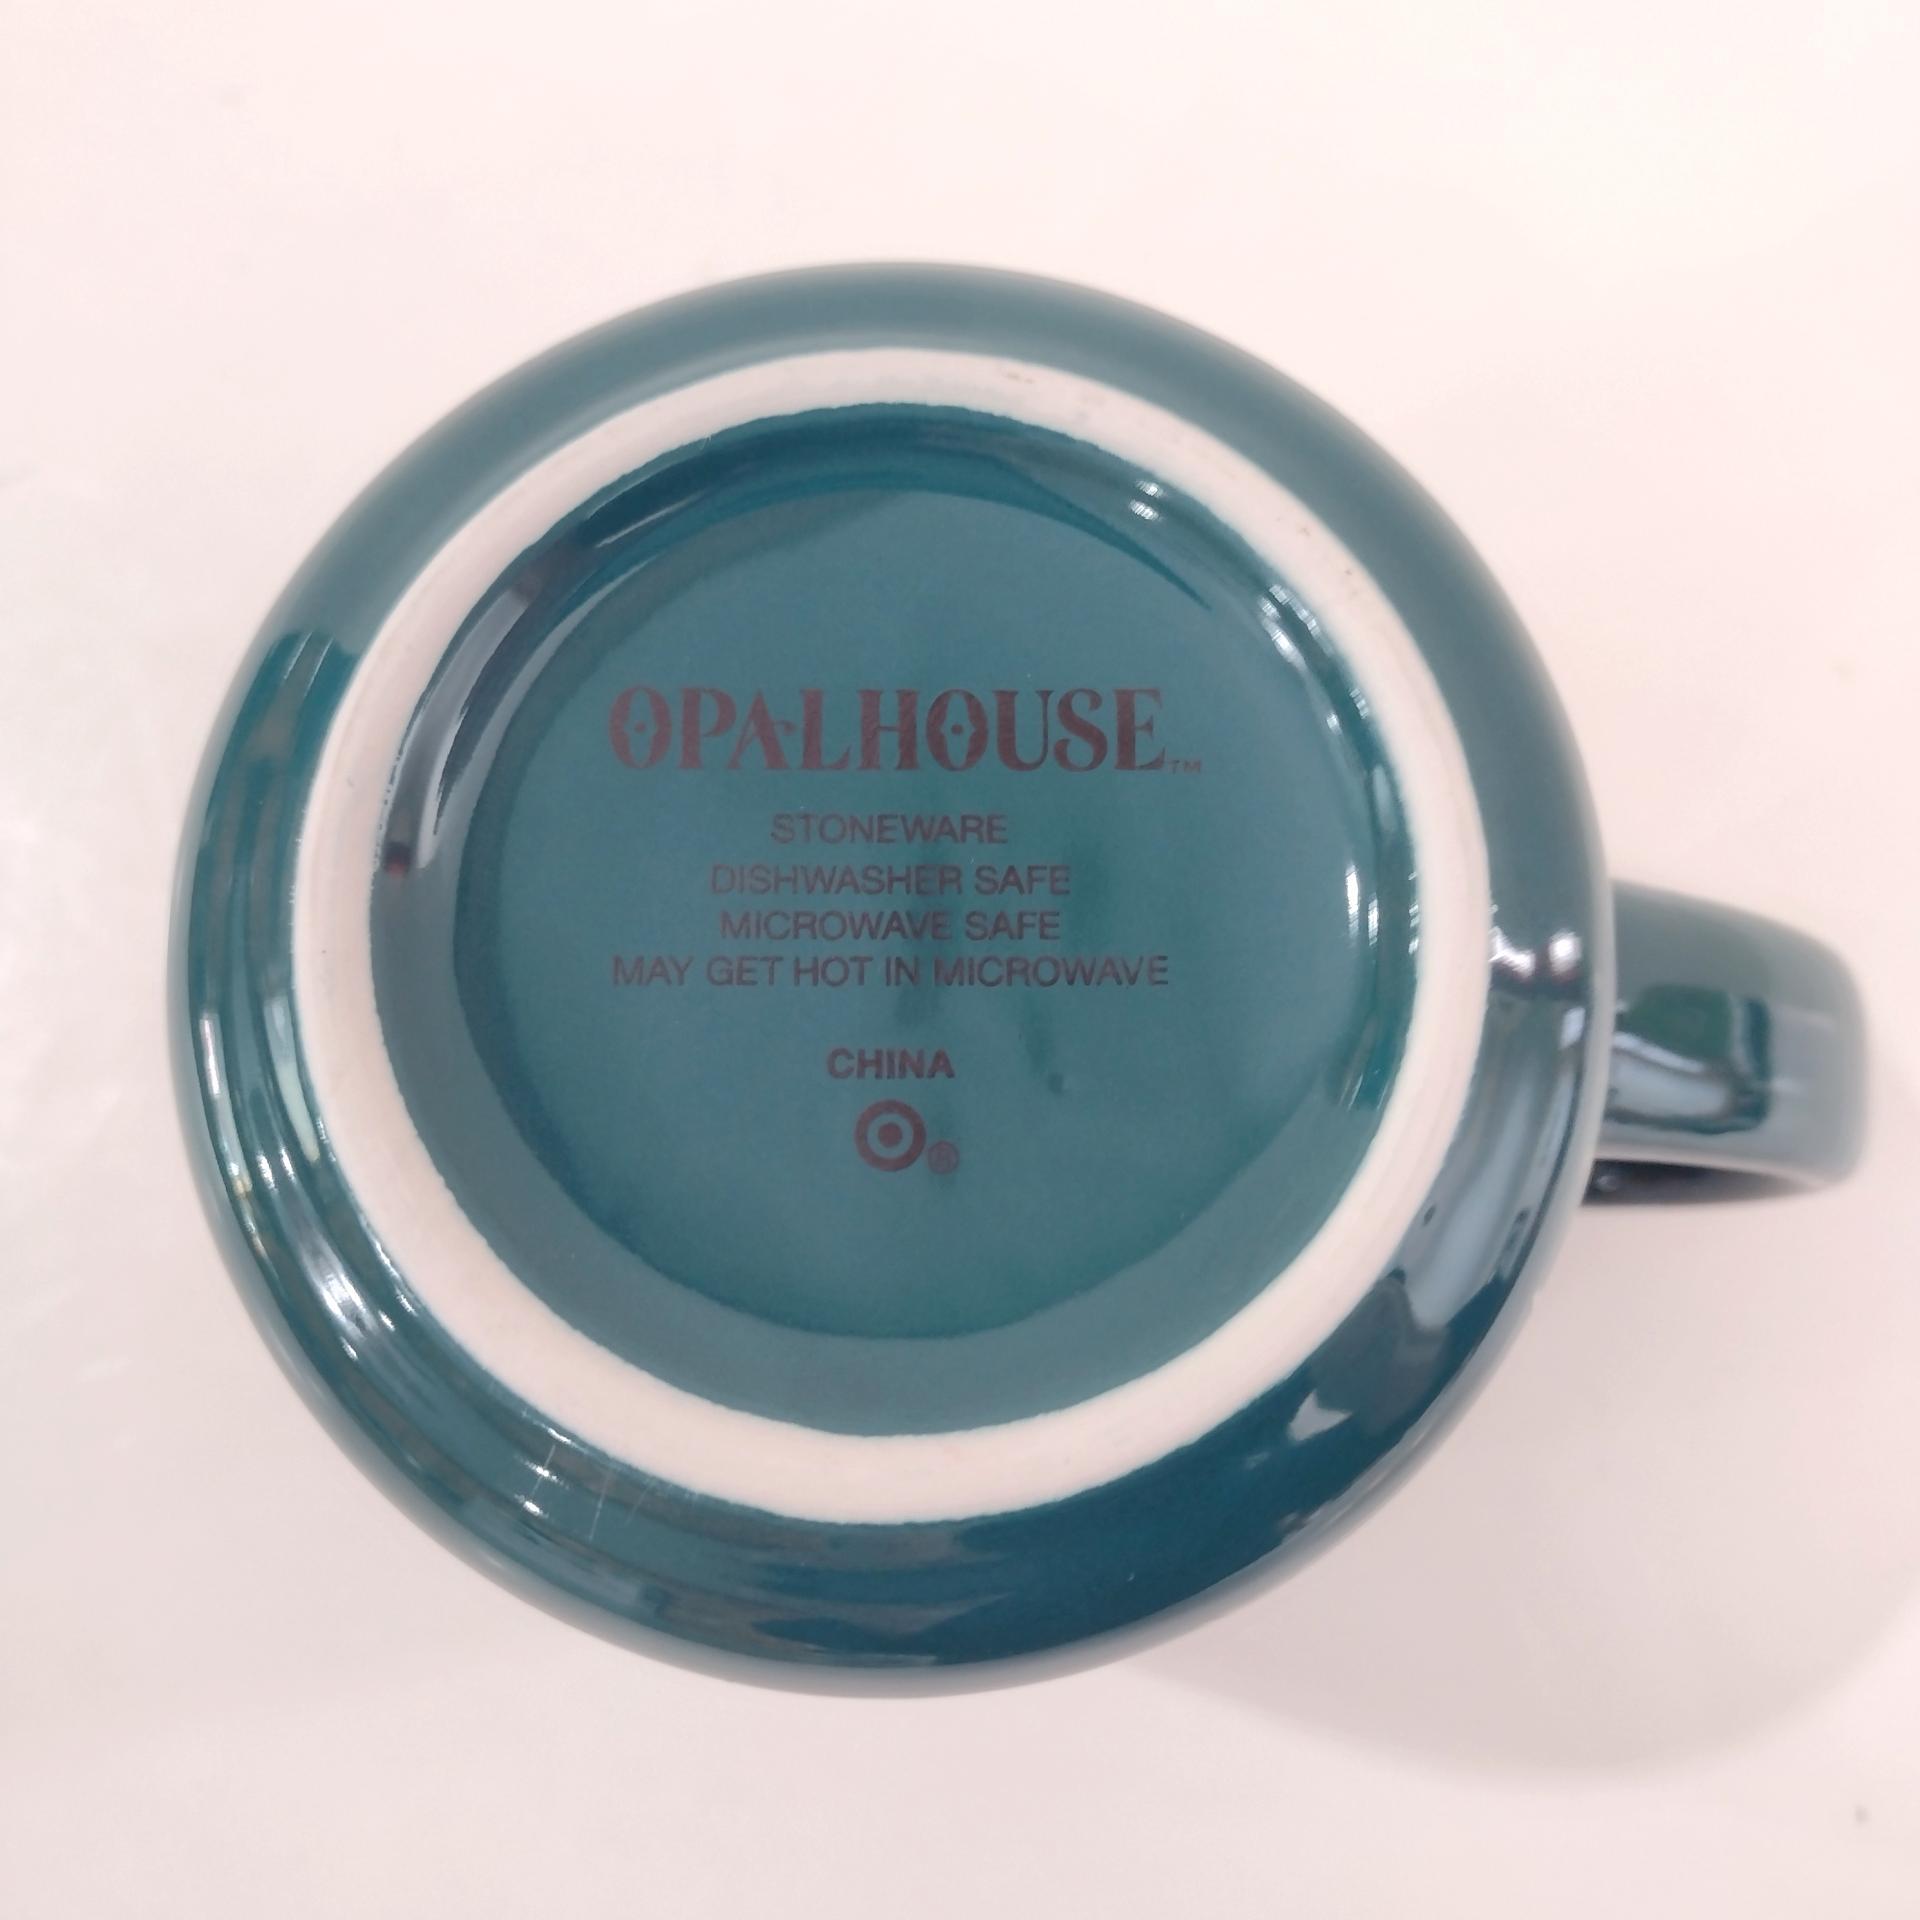 OPALHOUSE™
STONEWARE
DISHWASHER SAFE
MICROWAVE SAFE
MAY GET HOT IN MICROWAVE
CHINA
®